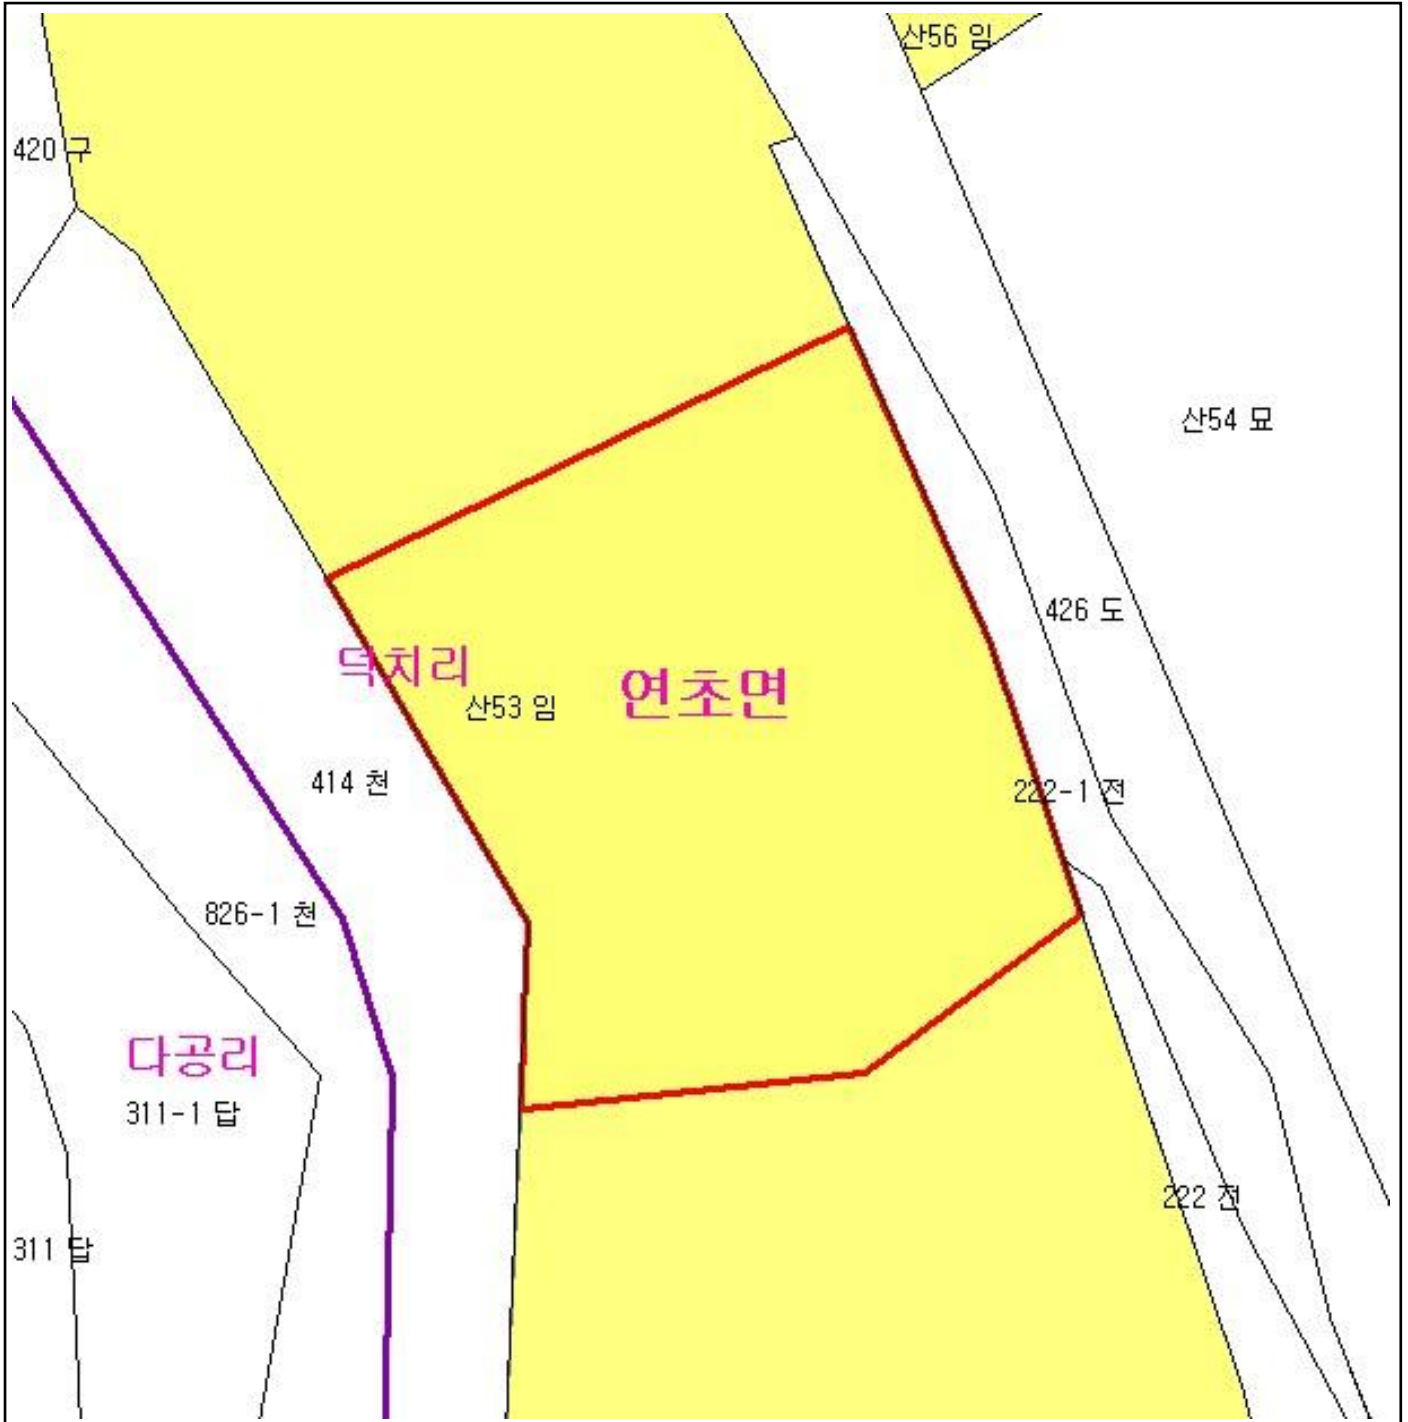 산56 임
420 구
산54 묘
426 도
덕치리
연초면
산53 임
414 천
222-1 전
826-1 천
다공리
311-1 답
222 전
311 답